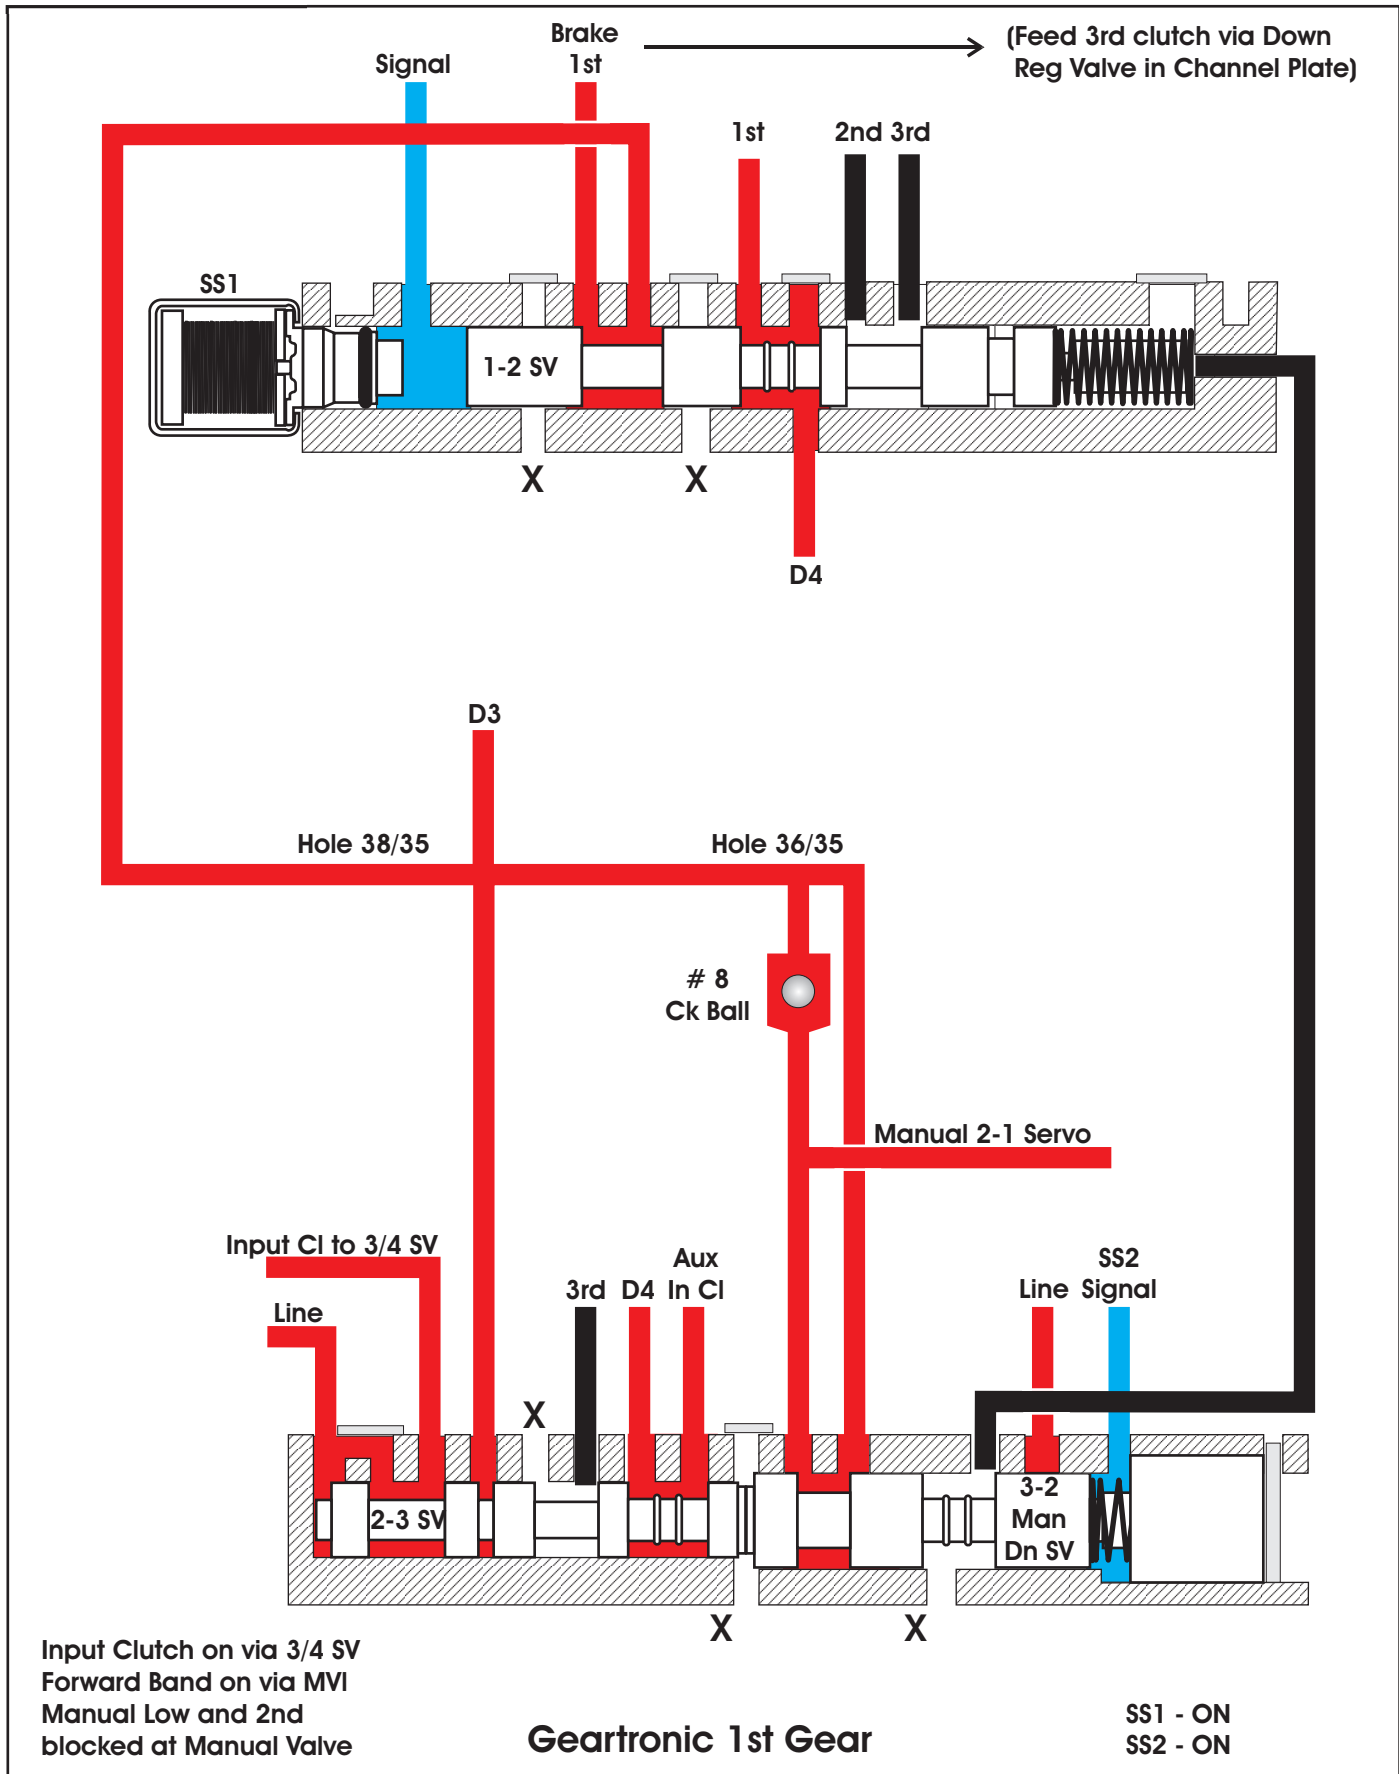 Brake
1st
(Feed 3rd clutch via Down
Reg Valve in Channel Plate)
Signal
1st
2nd 3rd
SS1
1-2 SV
X
X
D4
D3
Hole 38/35
Hole 36/35
# 8
Ck Ball
Manual 2-1 Servo
Input Cl to 3/4 SV
Line
3rd
D4
Aux
In Cl
Line
SS2
Signal
X
2-3 SV
3-2
Man
Dn SV
X
X
Input Clutch on via 3/4 SV
Forward Band on via MVI
Manual Low and 2nd
blocked at Manual Valve
Geartronic 1st Gear
SS1 - ON
SS2 - ON